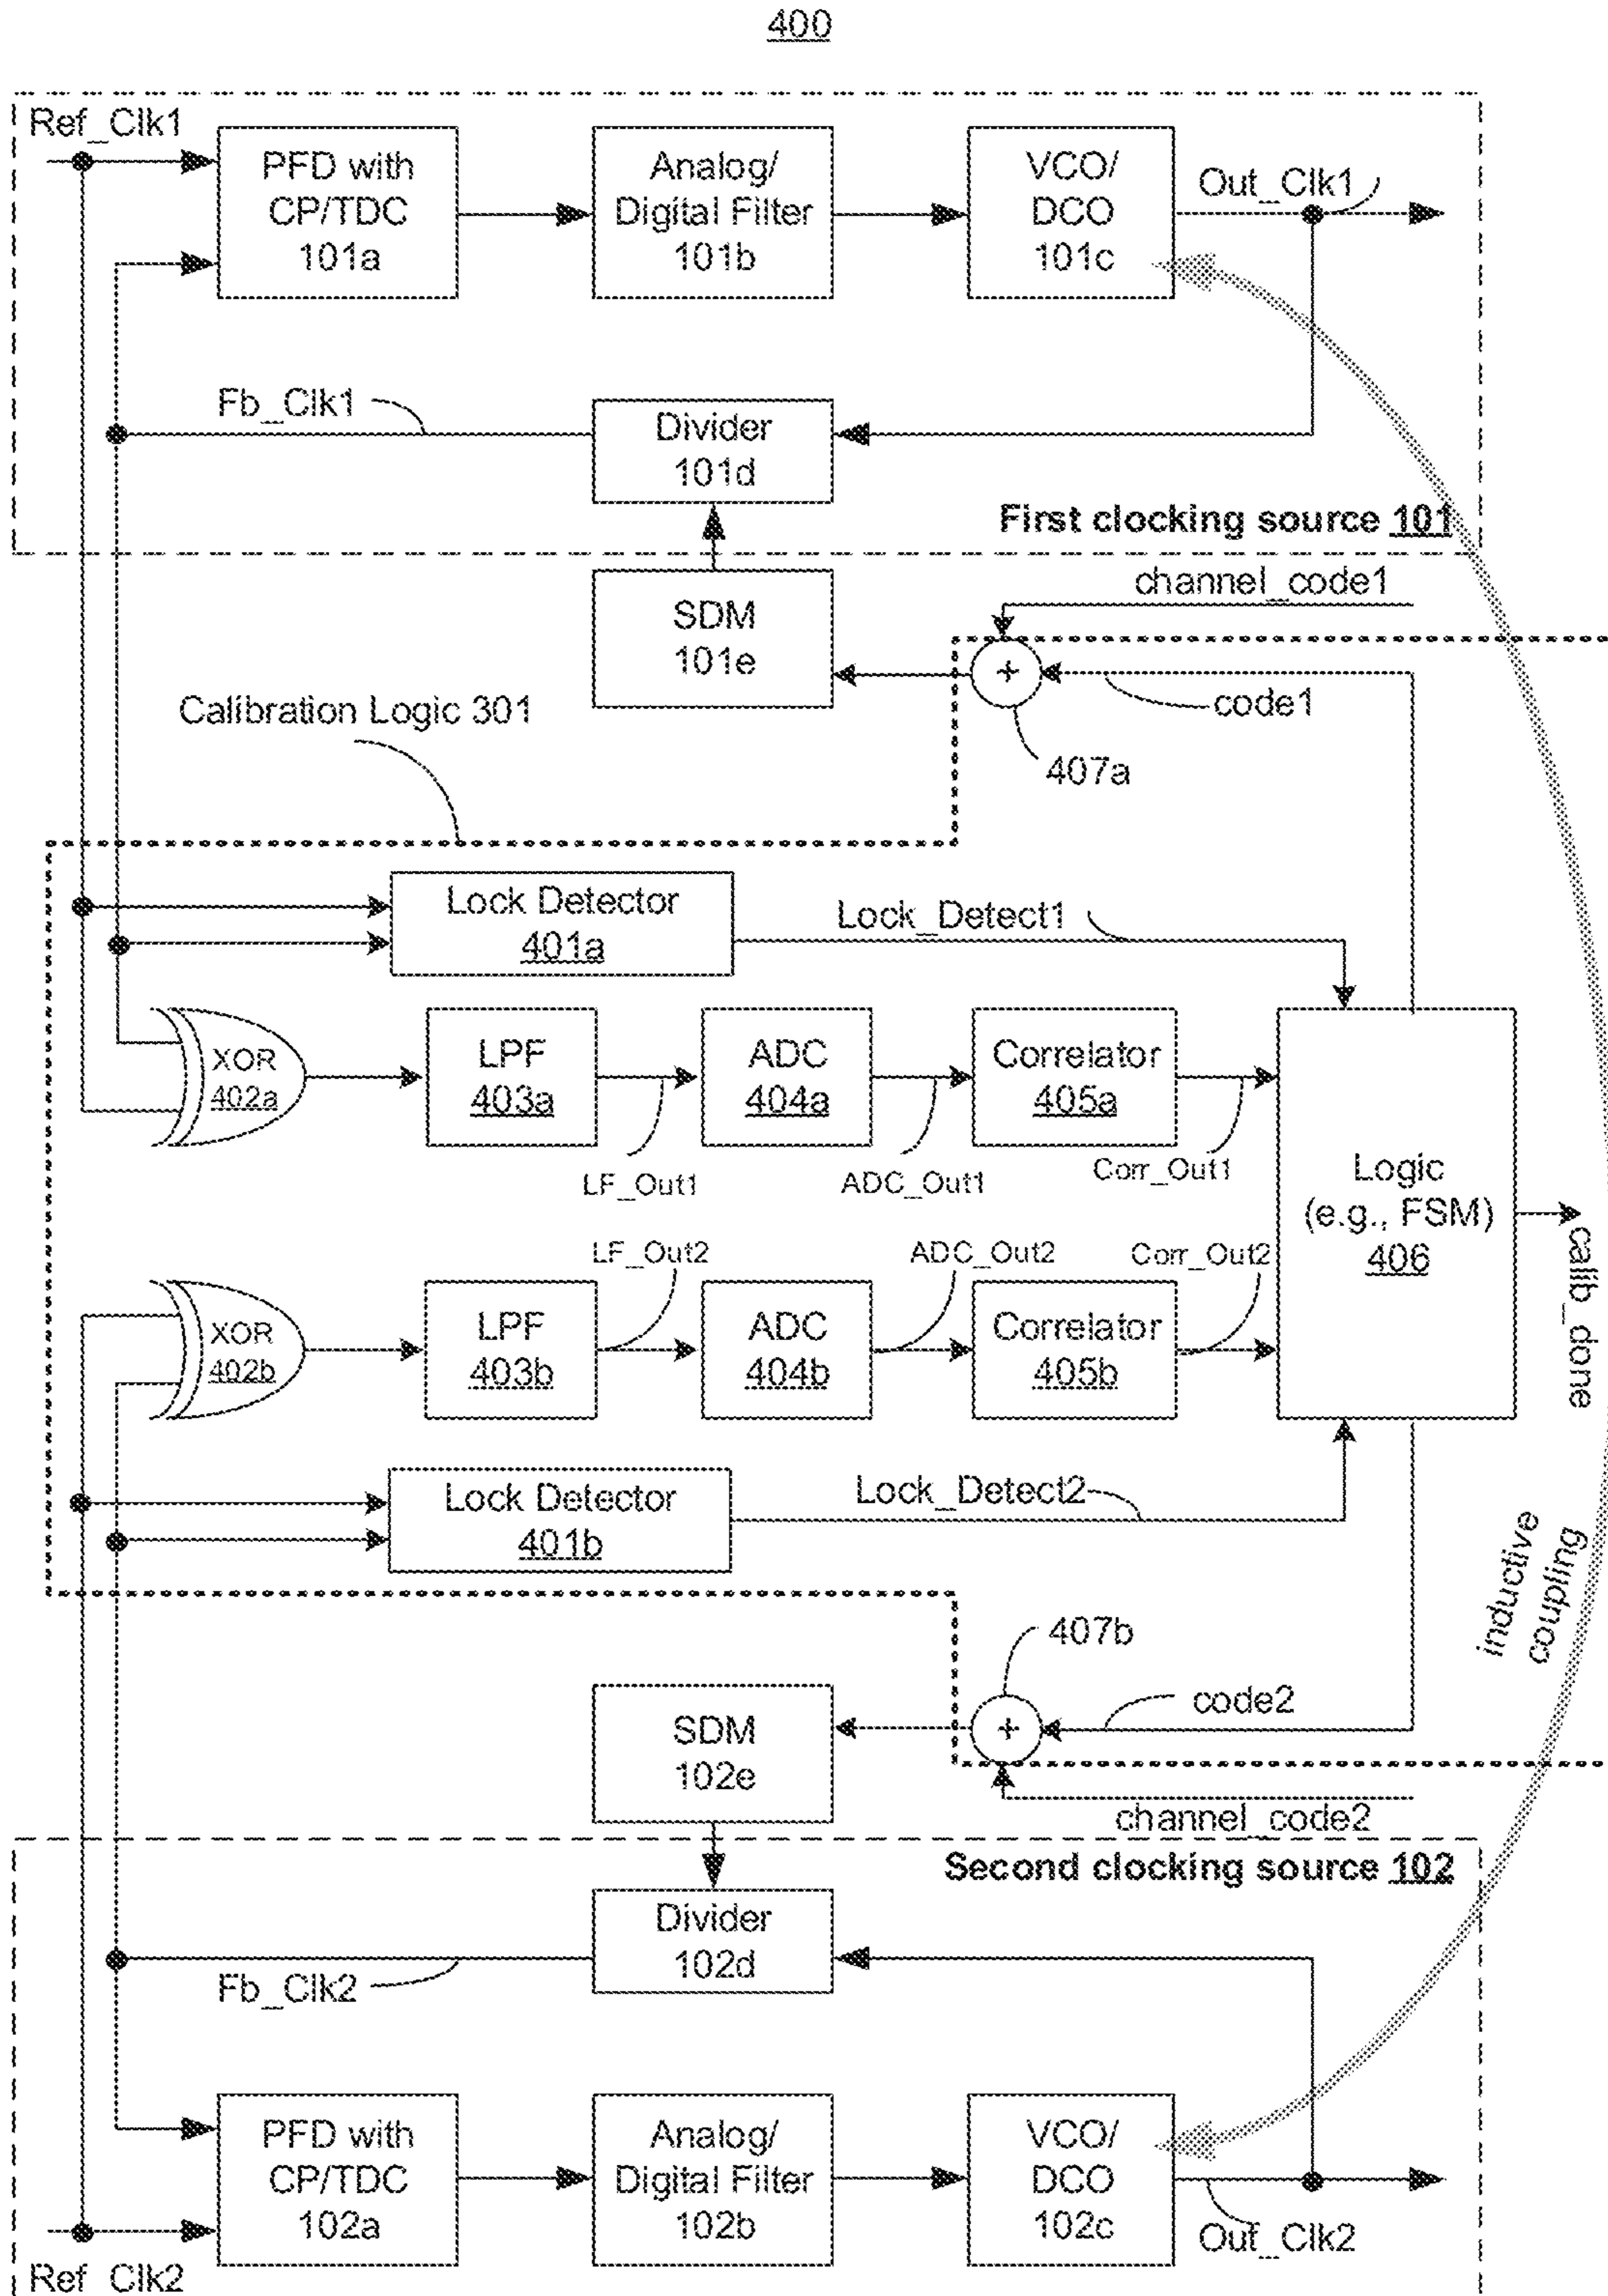 400
Ref_Clk1
PFD with
CP/TDC
101a
Analog/
Digital Filter
101b
VCO/
DCO
101c
Out_Clk1
Fb_Clk1
Divider
101d
First clocking source 101
SDM
101e
channel_code1
+
code1
407a
Calibration Logic 301
Lock Detector
401a
Lock_Detect1
XOR
402a
LPF
403a
LF_Out1
ADC
404a
ADC_Out1
Correlator
405a
Corr_Out1
Logic
(e.g., FSM)
406
calib_done
XOR
402b
LPF
403b
LF_Out2
ADC
404b
ADC_Out2
Correlator
405b
Corr_Out2
Lock Detector
401b
Lock_Detect2
inductive
coupling
407b
+
code2
SDM
102e
channel_code2
Second clocking source 102
Divider
102d
Fb_Clk2
PFD with
CP/TDC
102a
Analog/
Digital Filter
102b
VCO/
DCO
102c
Out_Clk2
Ref_Clk2